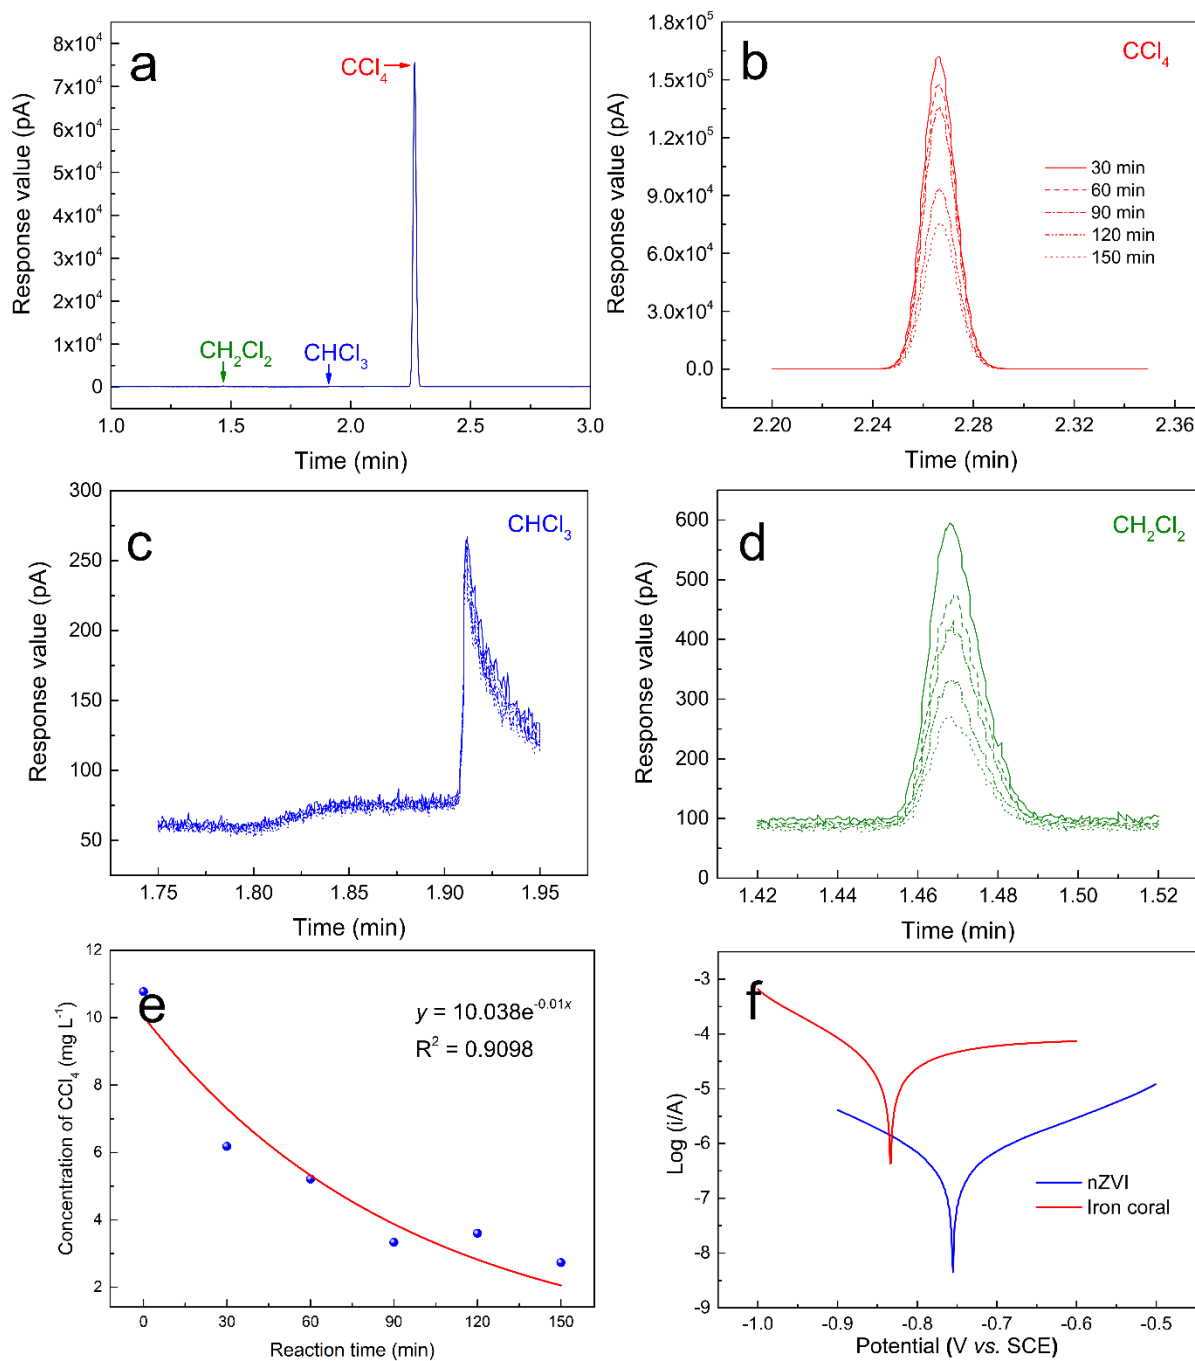 a
8x10⁴
7x10⁴
6x10⁴
5x10⁴
4x10⁴
3x10⁴
2x10⁴
1x10⁴
0
Response value (pA)
CCl₄
CH₂Cl₂
CHCl₃
1.0 1.5 2.0 2.5 3.0
Time (min)
b
CCl₄
1.8x10⁵
1.5x10⁵
1.2x10⁵
9.0x10⁴
6.0x10⁴
3.0x10⁴
0.0
Response value (pA)
30 min
60 min
90 min
120 min
150 min
2.20 2.24 2.28 2.32 2.36
Time (min)
c
CHCl₃
300
250
200
150
100
50
Response value (pA)
1.75 1.80 1.85 1.90 1.95
Time (min)
d
CH₂Cl₂
600
500
400
300
200
100
0
Response value (pA)
1.42 1.44 1.46 1.48 1.50 1.52
Time (min)
e
12
10
8
6
4
2
Concentration of CCl₄ (mg L⁻¹)
y = 10.038e⁻⁰·⁰¹ˣ
R² = 0.9098
0 30 60 90 120 150
Reaction time (min)
f
-3
-4
-5
-6
-7
-8
-9
Log (i/A)
nZVI
Iron coral
-1.0 -0.9 -0.8 -0.7 -0.6 -0.5
Potential (V vs. SCE)